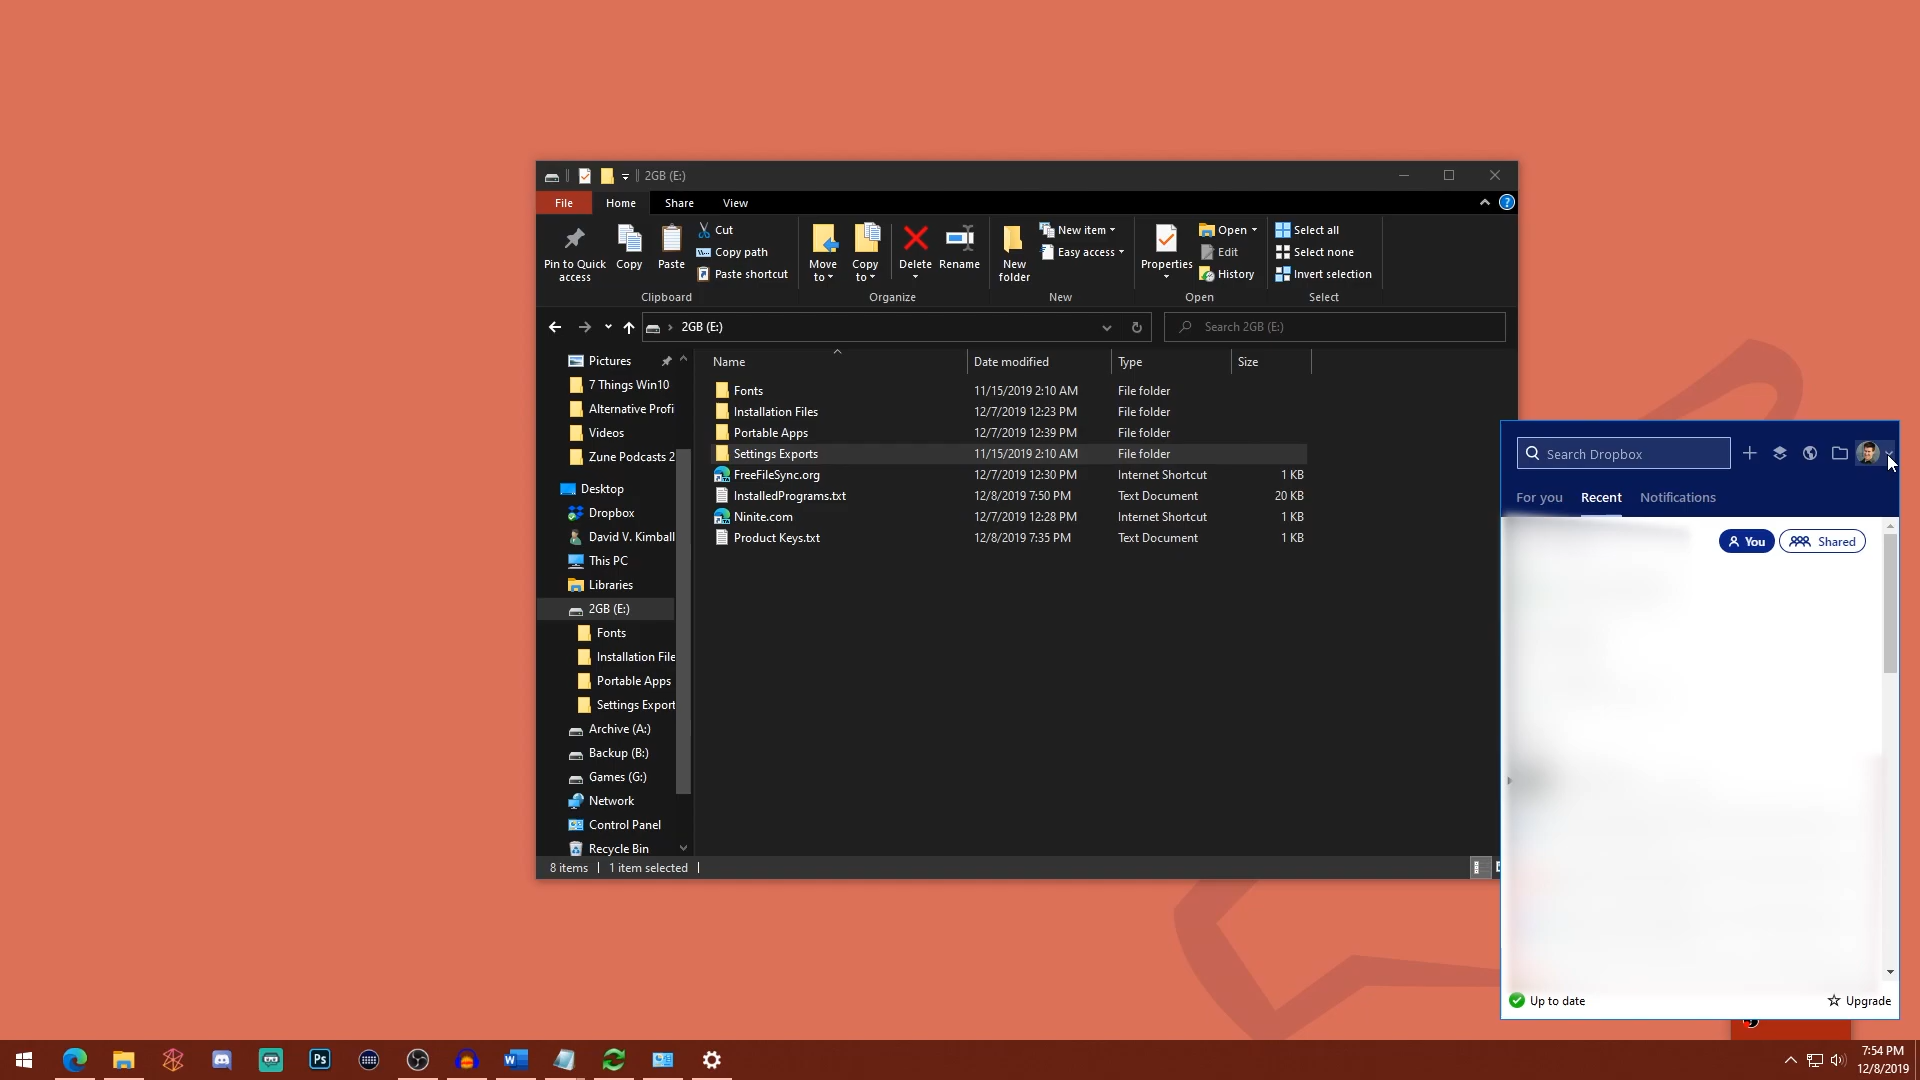 2GB (E:)
File Home Share View
Pin to Quick access
Copy
Paste
Cut
Copy path
Paste shortcut
Clipboard
Move to
Copy to
Delete
Rename
Organize
New folder
New item
Easy access
New
Properties
Open
Edit
History
Open
Select all
Select none
Invert selection
Select
2GB (E:)
Search 2GB (E:)
Pictures
7 Things Win10
Alternative Profi
Videos
Zune Podcasts 2
Desktop
Dropbox
David V. Kimball
This PC
Libraries
2GB (E:)
Fonts
Installation File
Portable Apps
Settings Export
Archive (A:)
Backup (B:)
Games (G:)
Network
Control Panel
Recycle Bin
Name Date modified Type Size
Fonts 11/15/2019 2:10 AM File folder
Installation Files 12/7/2019 12:23 PM File folder
Portable Apps 12/7/2019 12:39 PM File folder
Settings Exports 11/15/2019 2:10 AM File folder
FreeFileSync.org 12/7/2019 12:30 PM Internet Shortcut 1 KB
InstalledPrograms.txt 12/8/2019 7:50 PM Text Document 20 KB
Ninite.com 12/7/2019 12:28 PM Internet Shortcut 1 KB
Product Keys.txt 12/8/2019 7:35 PM Text Document 1 KB
8 items 1 item selected
Search Dropbox
For you Recent Notifications
You Shared
Up to date Upgrade
Ps
W
7:54 PM
12/8/2019